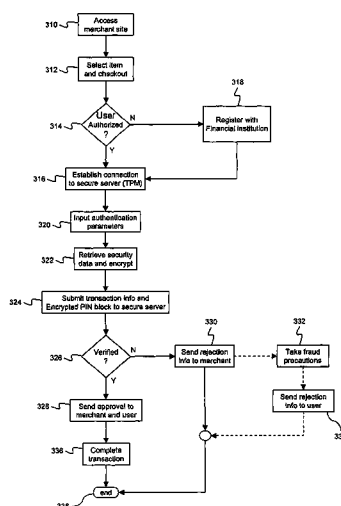 310
Access
merchant site
312
Select item
and checkout
314
User
Authorized
?
N
Y
318
Register with
Financial Institution
316
Establish connection
to secure server (TPM)
320
Input authentication
parameters
322
Retrieve security
data and encrypt
324
Submit transaction info and
Encrypted PIN block to secure server
326
Verified
?
N
Y
330
Send rejection
info to merchant
332
Take fraud
precautions
Send rejection
info to user
328
Send approval to
merchant and user
336
Complete
transaction
end
338